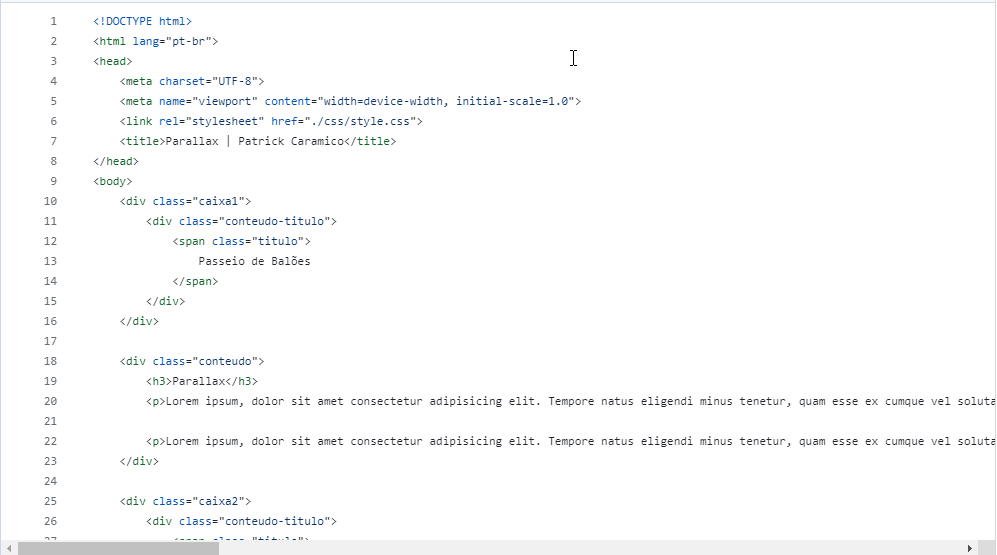 1 <!DOCTYPE html>
2 <html lang="pt-br">
3 <head>
4 <meta charset="UTF-8">
5 <meta name="viewport" content="width=device-width, initial-scale=1.0">
6 <link rel="stylesheet" href="./css/style.css">
7 <title>Parallax | Patrick Caramico</title>
8 </head>
9 <body>
10 <div class="caixa1">
11 <div class="conteudo-titulo">
12 <span class="titulo">
13 Passeio de Balões
14 </span>
15 </div>
16 </div>
17
18 <div class="conteudo">
19 <h3>Parallax</h3>
20 <p>Lorem ipsum, dolor sit amet consectetur adipisicing elit. Tempore natus eligendi minus tenetur, quam esse ex cumque vel soluta
21
22 <p>Lorem ipsum, dolor sit amet consectetur adipisicing elit. Tempore natus eligendi minus tenetur, quam esse ex cumque vel soluta
23 </div>
24
25 <div class="caixa2">
26 <div class="conteudo-titulo">
27 <span class="titulo">